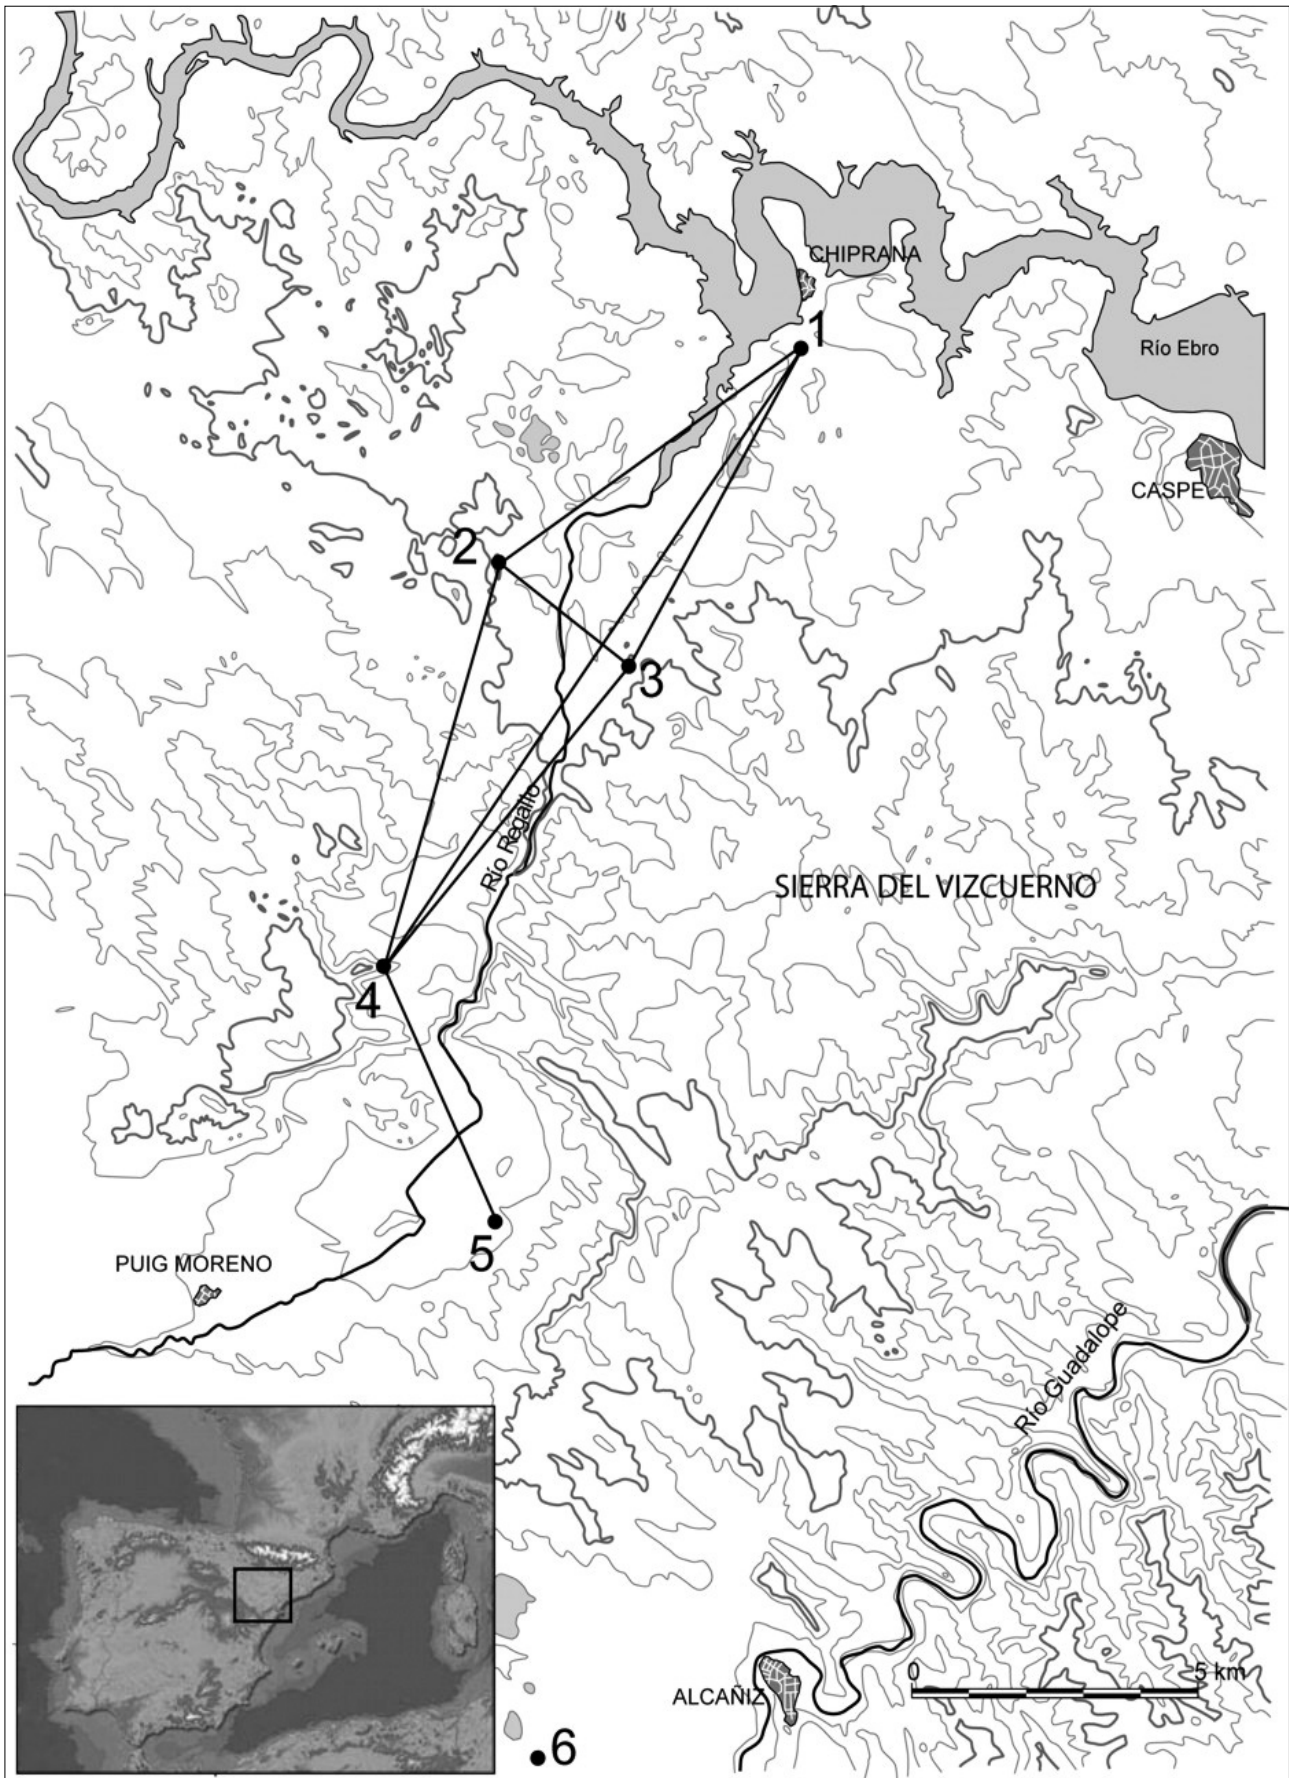 7
CHIPRANA
1
Río Ebro
CASPE
2
3
Río Regallo
SIERRA DEL VIZCUERNO
4
5
PUIG MORENO
Río Guadalope
0 5 km
ALCAÑIZ
6